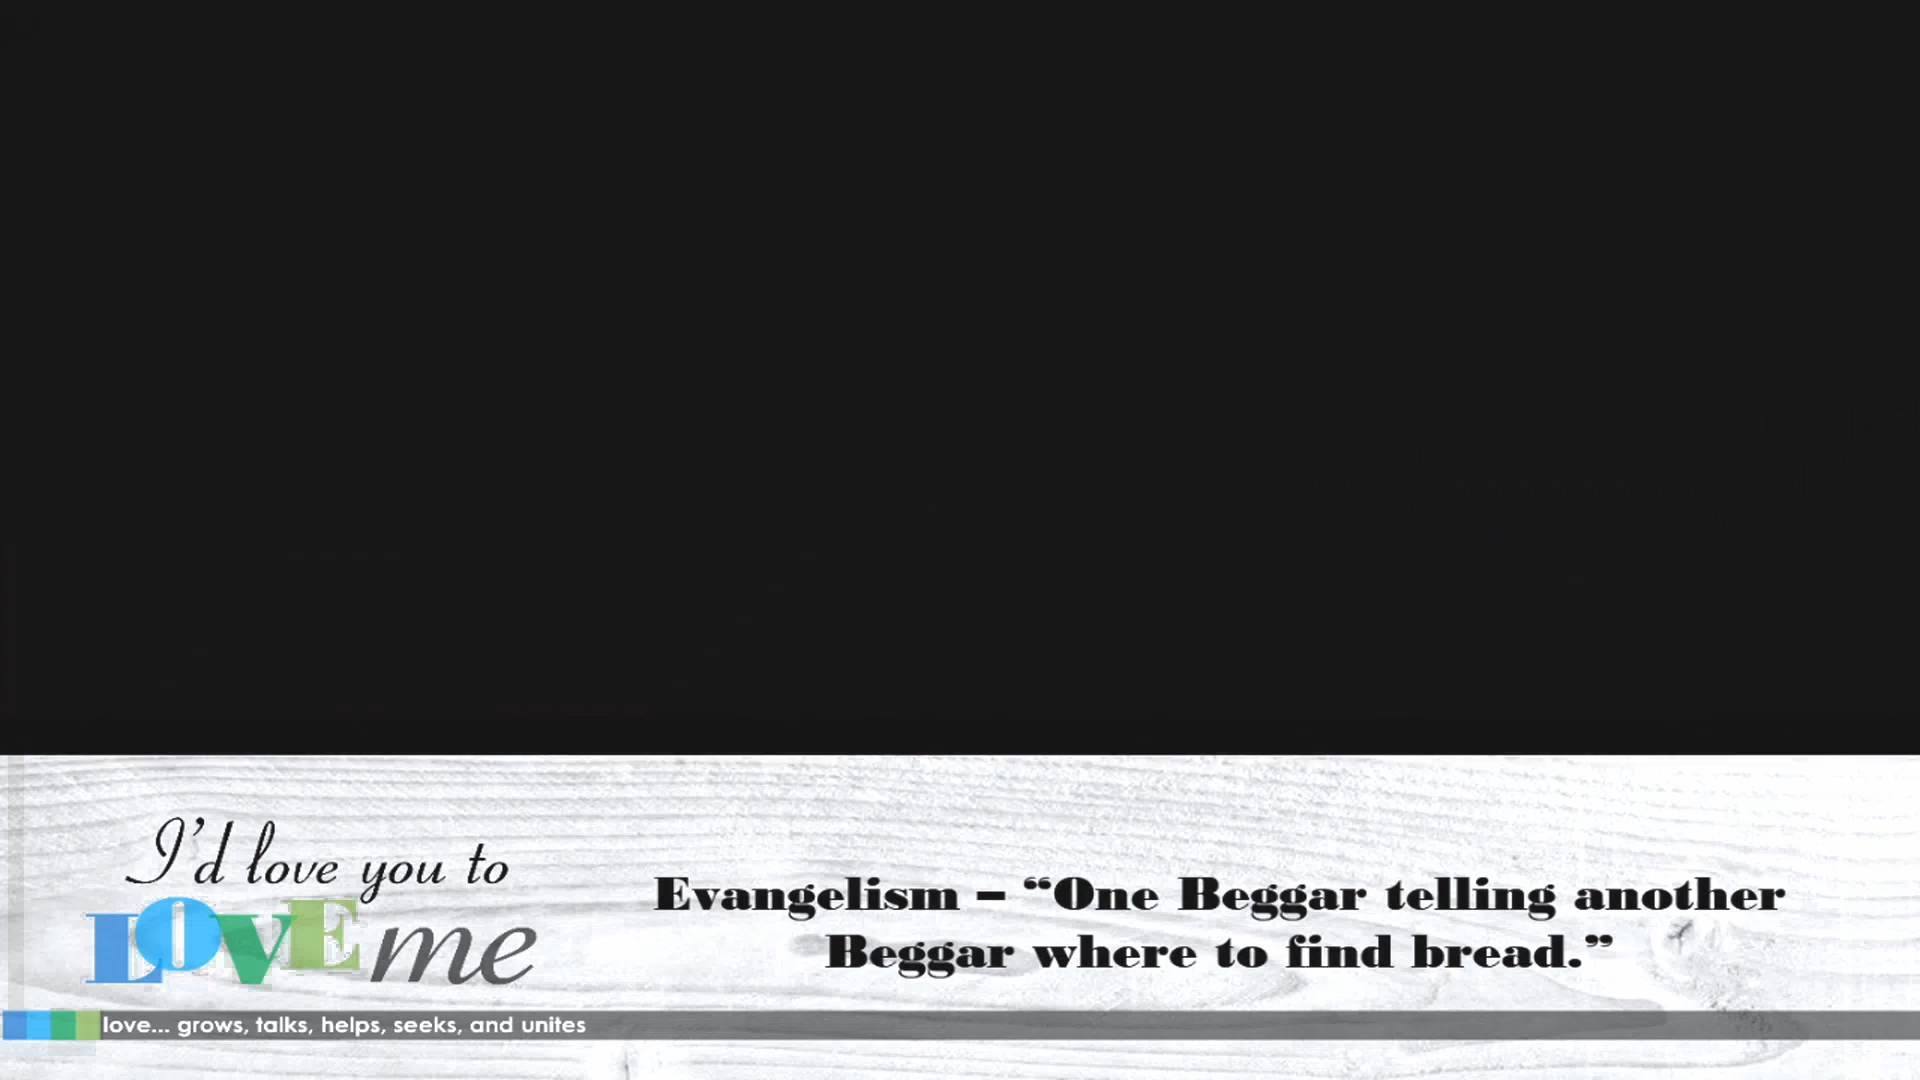 I'd love you to
LOVE me
Evangelism – “One Beggar telling another
Beggar where to find bread.”
love... grows, talks, helps, seeks, and unites